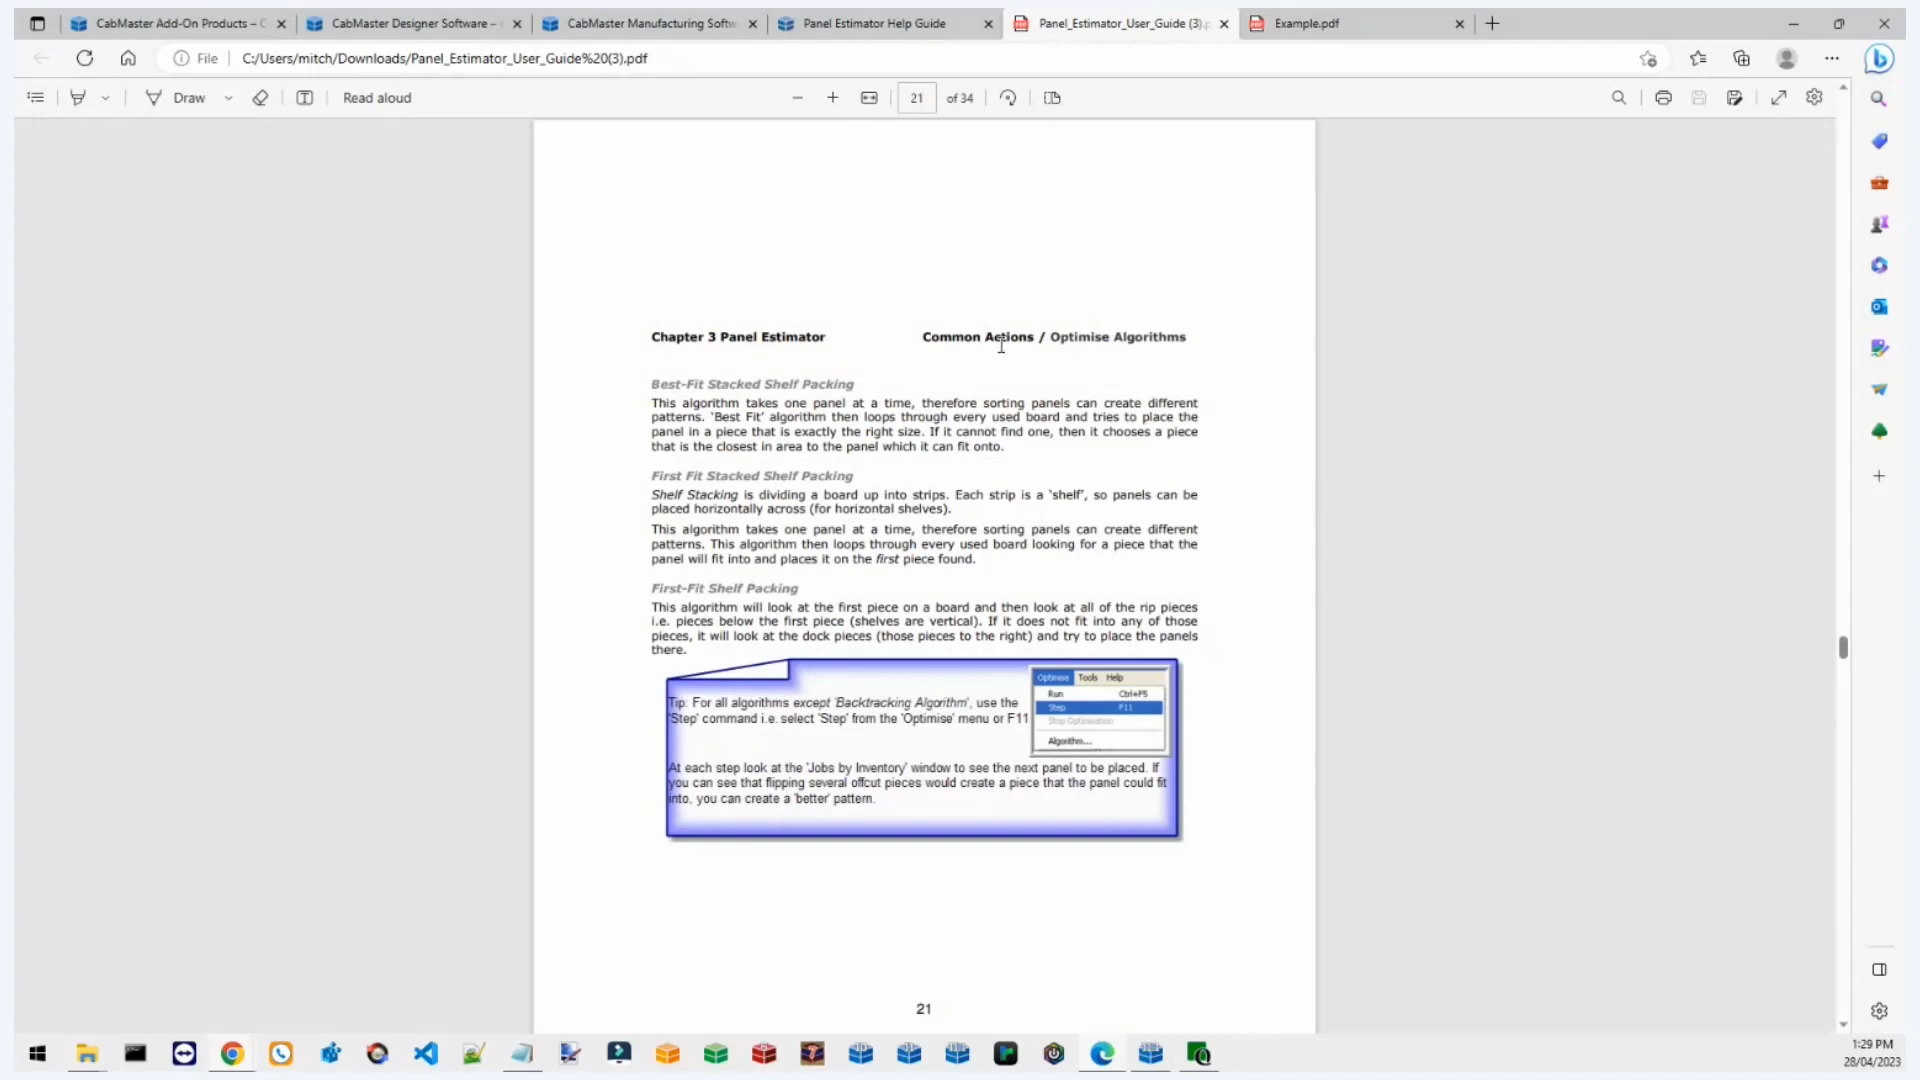 CabMaster Add-On Products – C
CabMaster Designer Software –
CabMaster Manufacturing Softw
Panel Estimator Help Guide
Panel_Estimator_User_Guide (3).p
Example.pdf
File
C:/Users/mitch/Downloads/Panel_Estimator_User_Guide%20(3).pdf
Draw
Read aloud
21
of 34
Chapter 3 Panel Estimator
Common Actions / Optimise Algorithms
Best-Fit Stacked Shelf Packing
This algorithm takes one panel at a time, therefore sorting panels can create different
patterns. ‘Best Fit’ algorithm then loops through every used board and tries to place the
panel in a piece that is exactly the right size. If it cannot find one, then it chooses a piece
that is the closest in area to the panel which it can fit onto.
First Fit Stacked Shelf Packing
Shelf Stacking is dividing a board up into strips. Each strip is a ‘shelf’, so panels can be
placed horizontally across (for horizontal shelves).
This algorithm takes one panel at a time, therefore sorting panels can create different
patterns. This algorithm then loops through every used board looking for a piece that the
panel will fit into and places it on the first piece found.
First-Fit Shelf Packing
This algorithm will look at the first piece on a board and then look at all of the rip pieces
i.e. pieces below the first piece (shelves are vertical). If it does not fit into any of those
pieces, it will look at the dock pieces (those pieces to the right) and try to place the panels
there.
Tip: For all algorithms except 'Backtracking Algorithm', use the
'Step' command i.e. select 'Step' from the 'Optimise' menu or F11
Optimise Tools Help
Run Ctrl+F5
Step F11
Stop Optimisation
Algorithm...
At each step look at the 'Jobs by Inventory' window to see the next panel to be placed. If
you can see that flipping several offcut pieces would create a piece that the panel could fit
into, you can create a 'better' pattern.
21
1:29 PM
28/04/2023